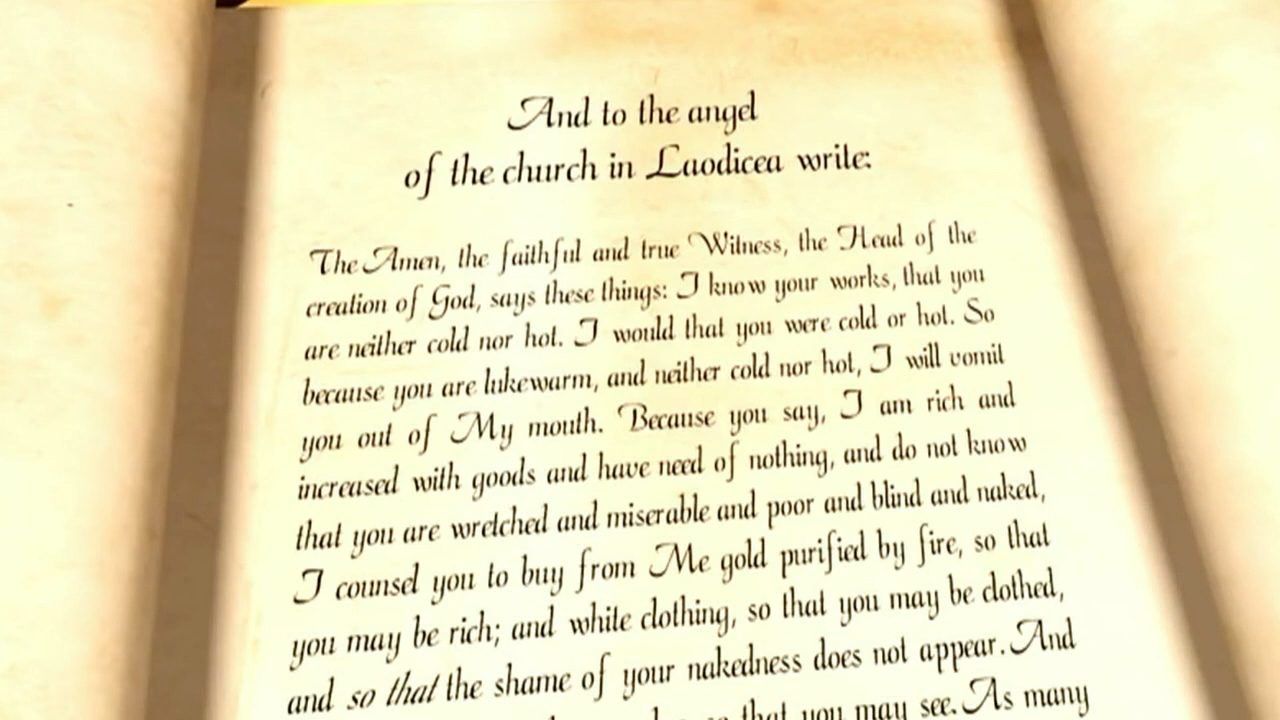 And to the angel
of the church in Laodicea write:
The Amen, the faithful and true Witness, the Head of the
creation of God, says these things: I know your works, that you
are neither cold nor hot. I would that you were cold or hot. So
because you are lukewarm, and neither cold nor hot, I will vomit
you out of My mouth. Because you say, I am rich and
increased with goods and have need of nothing, and do not know
that you are wretched and miserable and poor and blind and naked,
I counsel you to buy from Me gold purified by fire, so that
you may be rich; and white clothing, so that you may be clothed,
and so that the shame of your nakedness does not appear. And
that you may see. As many